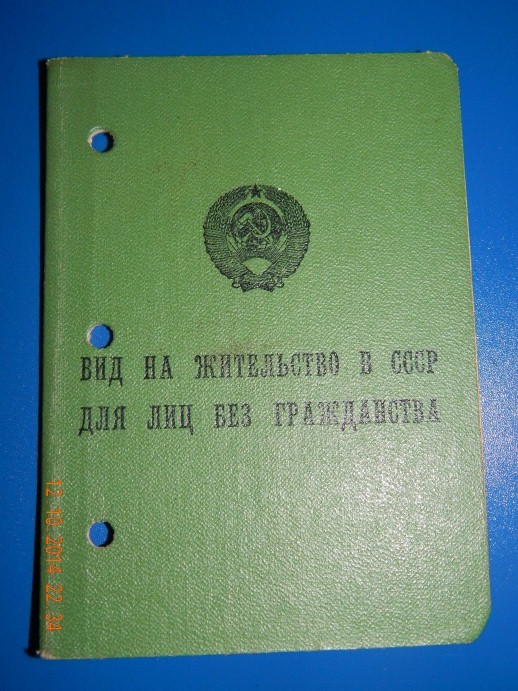 ВИД НА ЖИТЕЛЬСТВО В СССР
ДЛЯ ЛИЦ БЕЗ ГРАЖДАНСТВА
12 10 2014 22 24